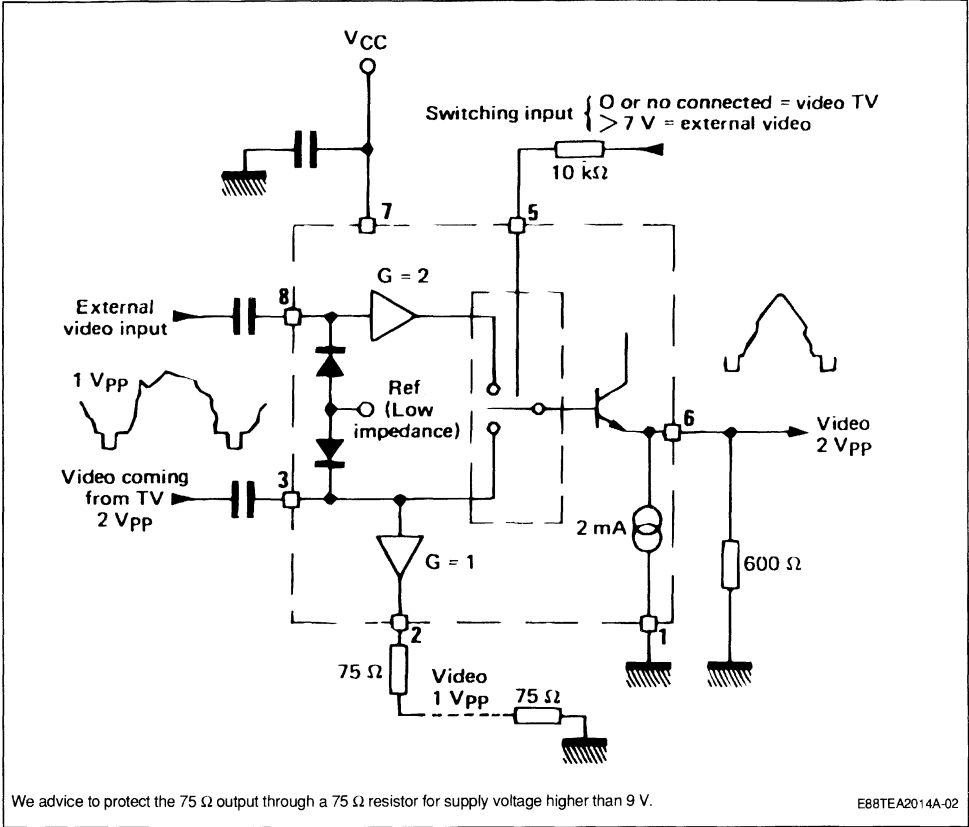 VCC
Switching input { 0 or no connected = video TV
> 7 V = external video
10 kΩ
7
5
G = 2
8
External
video input
1 VPP
Ref
(Low
impedance)
6
Video
2 VPP
Video coming
from TV
2 VPP
3
2 mA
G = 1
600 Ω
2
1
75 Ω
Video
1 VPP
75 Ω
We advice to protect the 75 Ω output through a 75 Ω resistor for supply voltage higher than 9 V.
E88TEA2014A-02